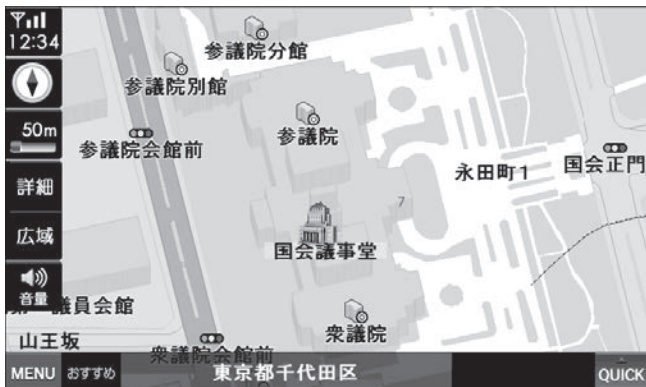 12:34
参議院分館
参議院別館
50m
参議院会館前
参議院
詳細
永田町1
国会正門
7
広域
国会議事堂
音量
議員会館
衆議院
山王坂
衆議院会館前
MENU
おすすめ
東京都千代田区
QUICK